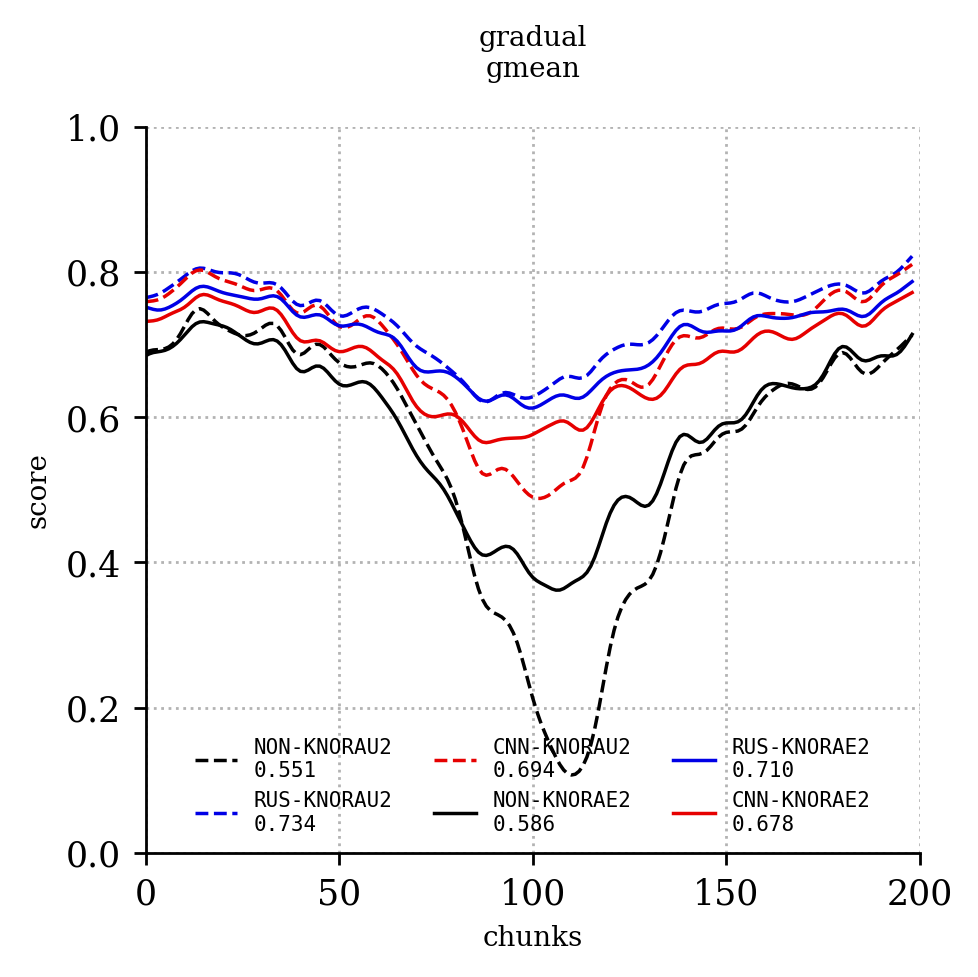 gradual
gmean
1.0
0.8
0.6
0.4
0.2
0.0
score
NON-KNORAU2
0.551
RUS-KNORAU2
0.734
CNN-KNORAU2
0.694
NON-KNORAE2
0.586
RUS-KNORAE2
0.710
CNN-KNORAE2
0.678
0 50 100 150 200
chunks